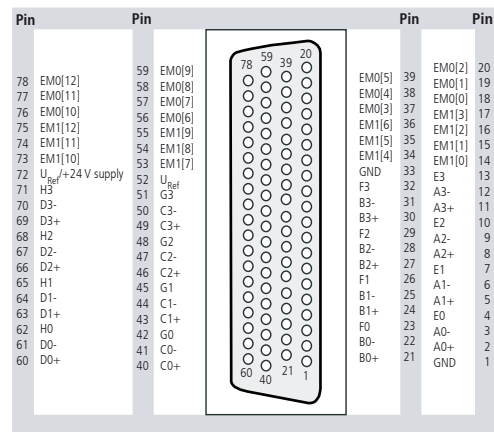 Pin Pin Pin Pin
78 EM0[12]
77 EM0[11]
76 EM0[10]
75 EM1[12]
74 EM1[11]
73 EM1[10]
72 URef/+24 V supply
71 H3
70 D3-
69 D3+
68 H2
67 D2-
66 D2+
65 H1
64 D1-
63 D1+
62 H0
61 D0-
60 D0+
59 EM0[9]
58 EM0[8]
57 EM0[7]
56 EM0[6]
55 EM1[9]
54 EM1[8]
53 EM1[7]
52 URef
51 G3
50 C3-
49 C3+
48 G2
47 C2-
46 C2+
45 G1
44 C1-
43 C1+
42 G0
41 C0-
40 C0+
78 59 39 20
60 40 21 1
EM0[5] 39
EM0[4] 38
EM0[3] 37
EM1[6] 36
EM1[5] 35
EM1[4] 34
GND 33
F3 32
B3- 31
B3+ 30
F2 29
B2- 28
B2+ 27
F1 26
B1- 25
B1+ 24
F0 23
B0- 22
B0+ 21
EM0[2] 20
EM0[1] 19
EM0[0] 18
EM1[3] 17
EM1[2] 16
EM1[1] 15
EM1[0] 14
E3 13
A3- 12
A3+ 11
E2 10
A2- 9
A2+ 8
E1 7
A1- 6
A1+ 5
E0 4
A0- 3
A0+ 2
GND 1